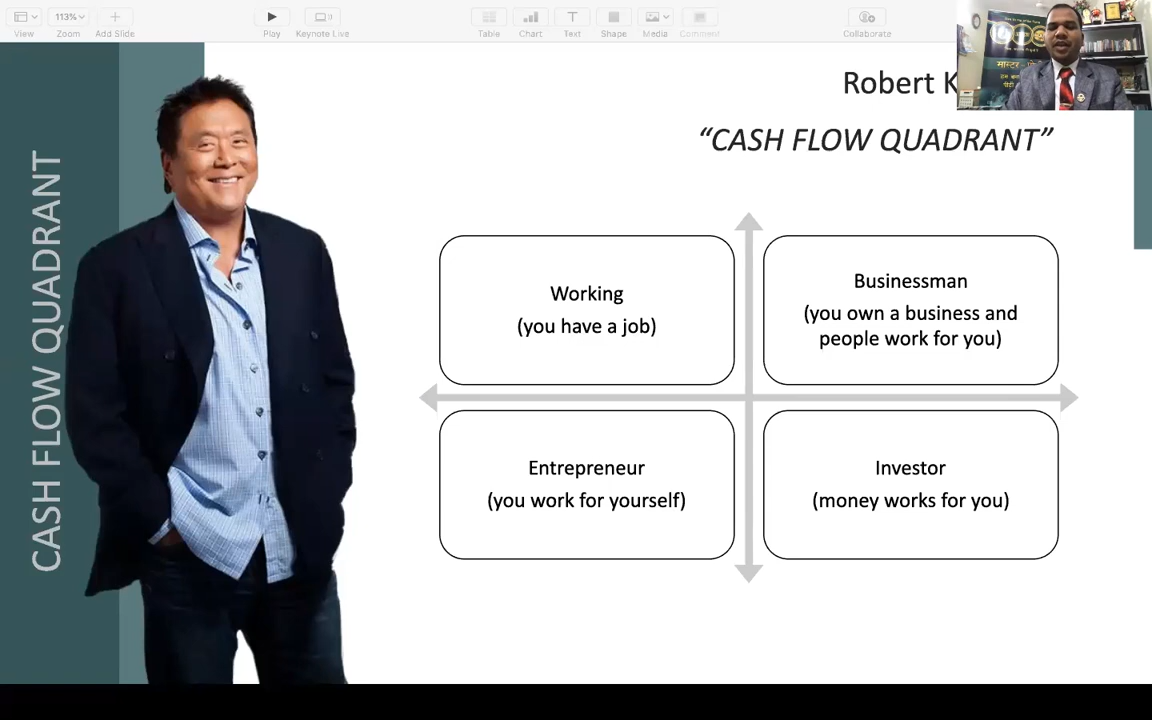 113%
View
Zoom
Add Slide
Play
Keynote Live
Table
Chart
Text
Shape
Media
Comment
Collaborate
Robert K
“CASH FLOW QUADRANT”
CASH FLOW QUADRANT
Working
(you have a job)
Businessman
(you own a business and
people work for you)
Entrepreneur
(you work for yourself)
Investor
(money works for you)